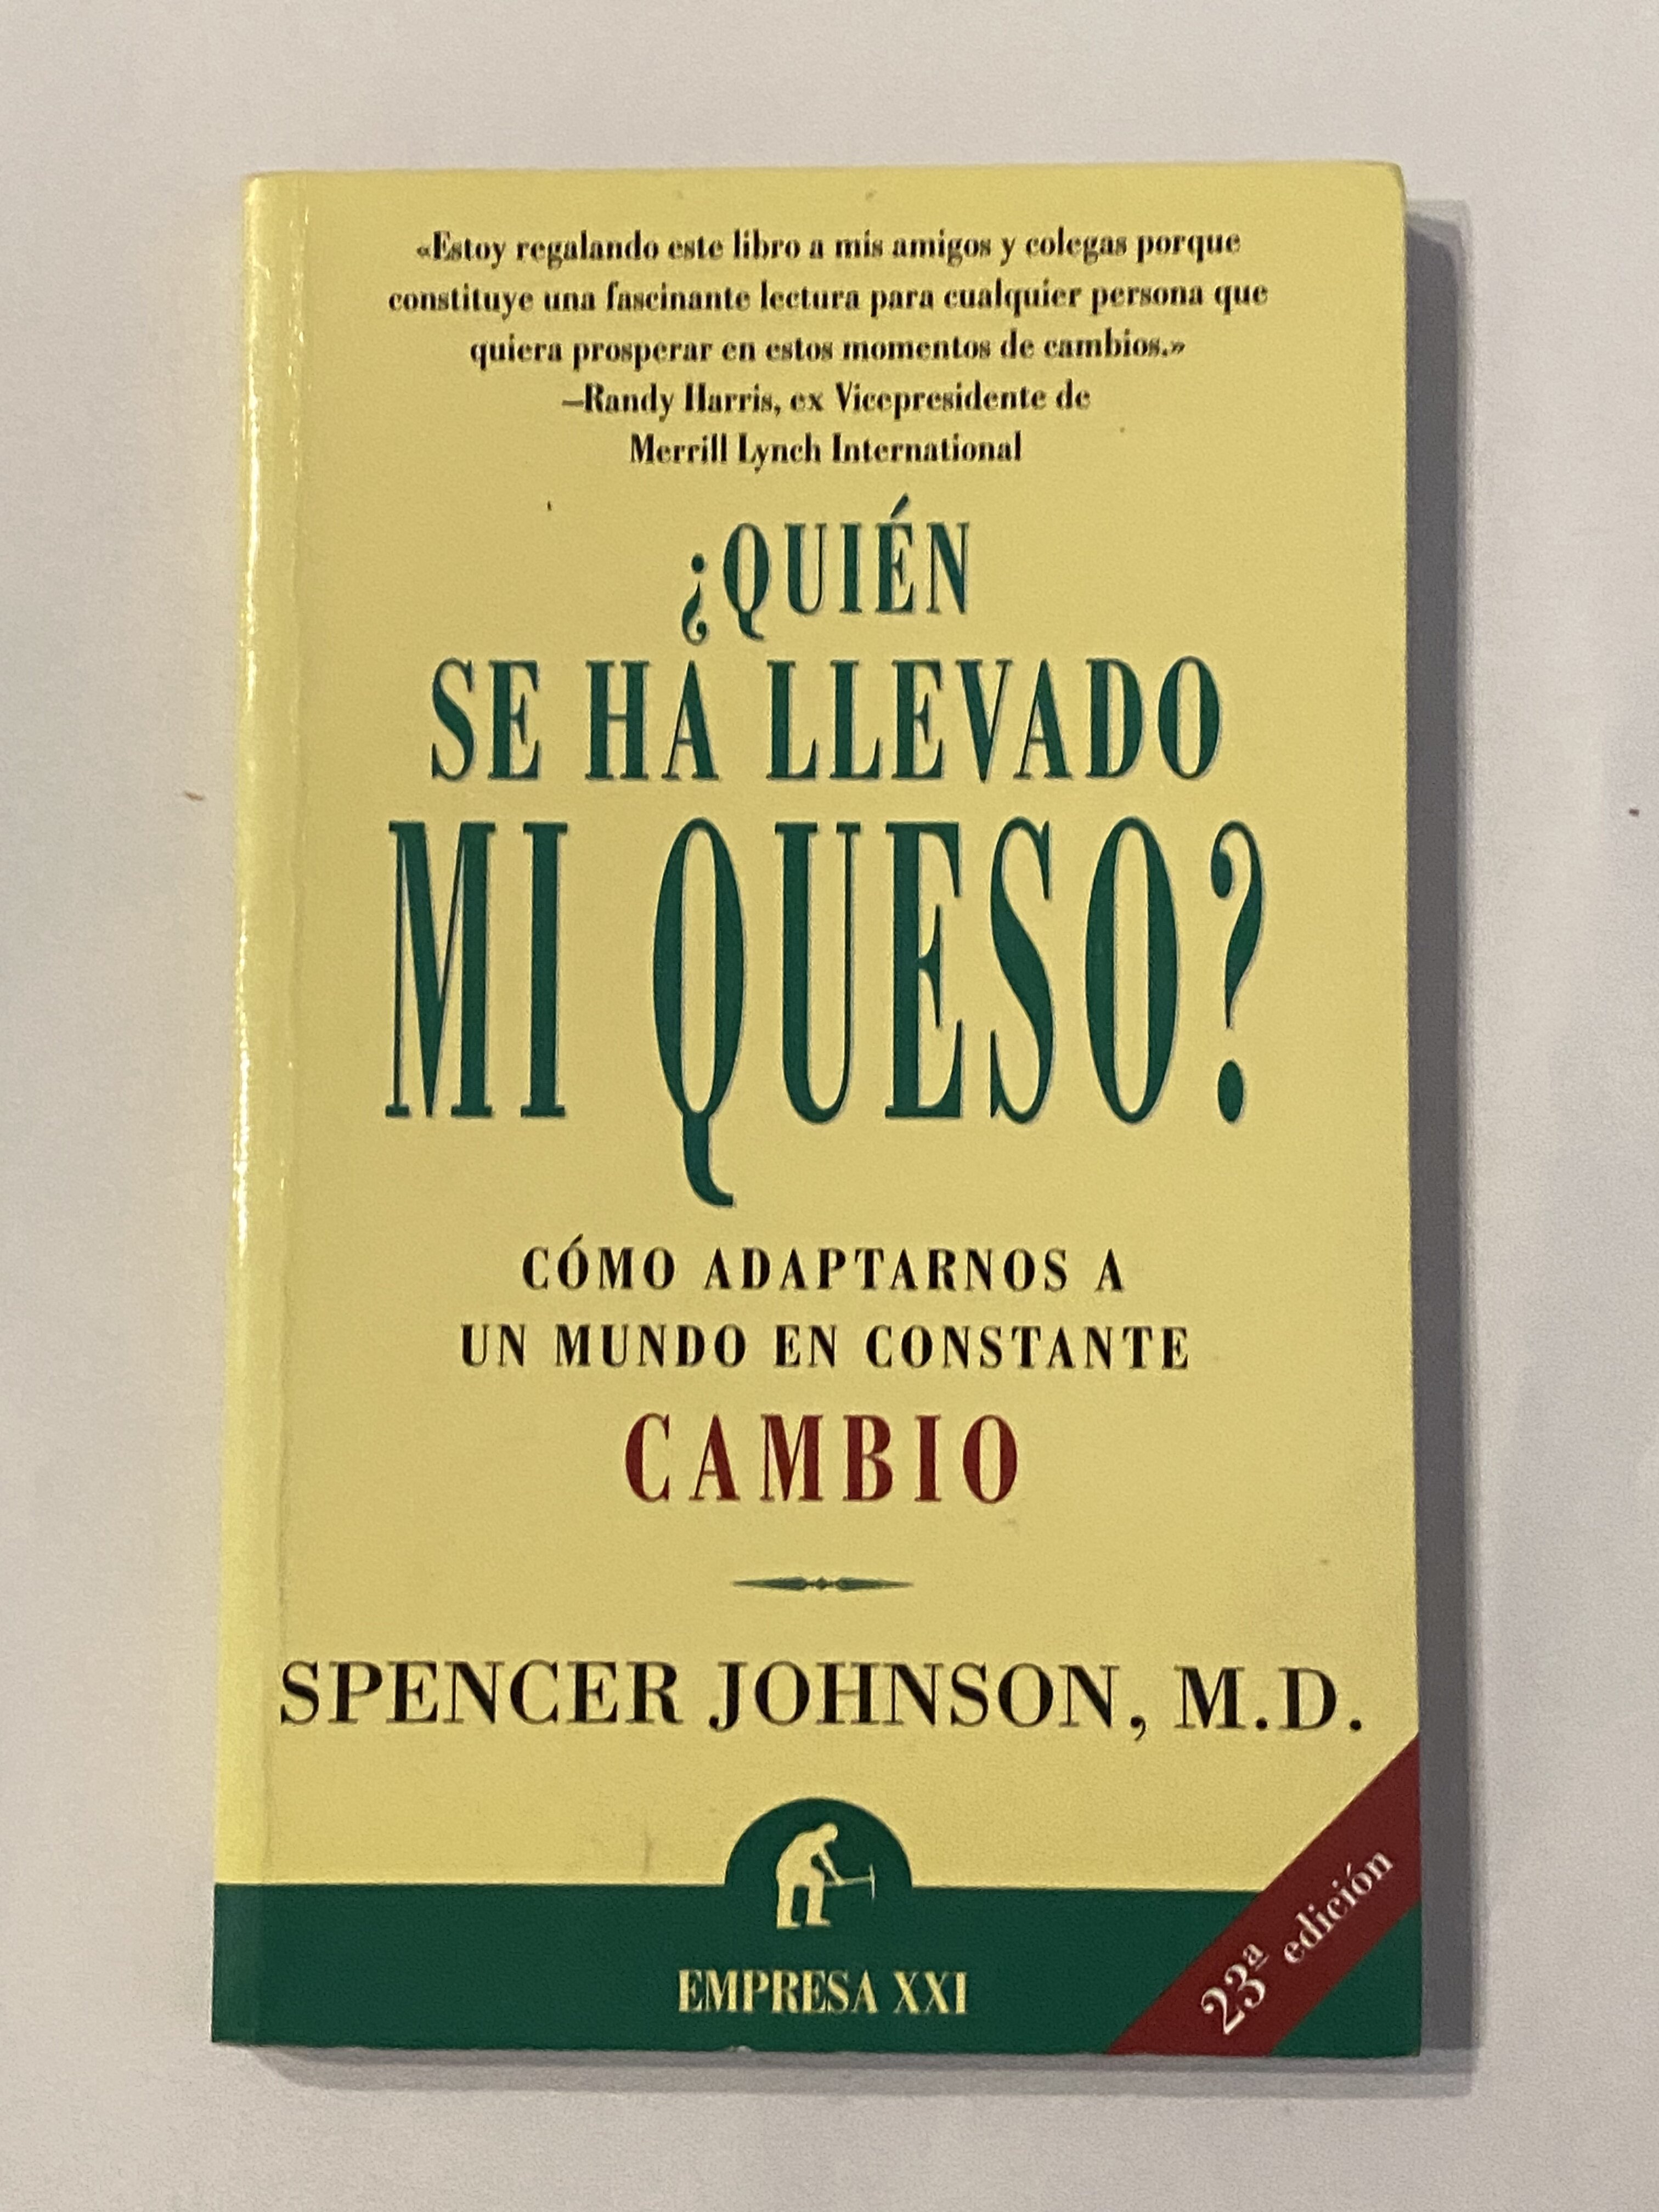 «Estoy regalando este libro a mis amigos y colegas porque
constituye una fascinante lectura para cualquier persona que
quiera prosperar en estos momentos de cambios.»
—Randy Harris, ex Vicepresidente de
Merrill Lynch International
¿QUIÉN
SE HA LLEVADO
MI QUESO?
CÓMO ADAPTARNOS A
UN MUNDO EN CONSTANTE
CAMBIO
SPENCER JOHNSON, M.D.
EMPRESA XXI
23ª edición